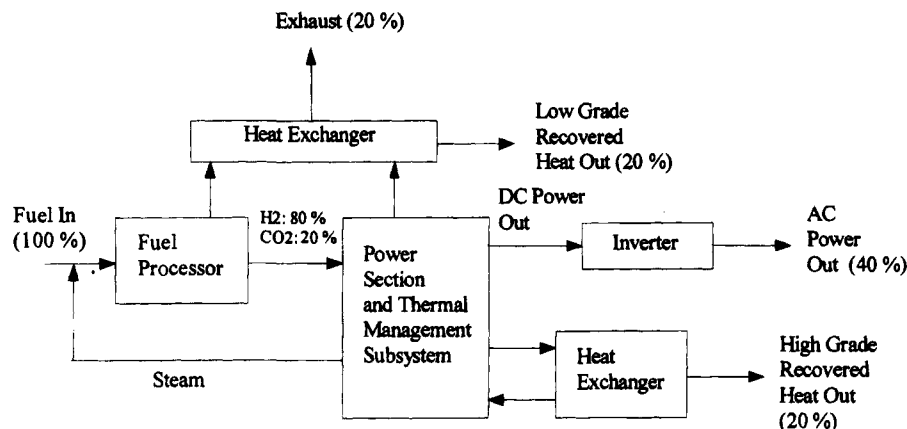 Exhaust (20 %)
Heat Exchanger
Low Grade
Recovered
Heat Out (20 %)
Fuel In
(100 %)
Fuel
Processor
H2: 80 %
CO2: 20 %
Power
Section
and Thermal
Management
Subsystem
DC Power
Out
Inverter
AC
Power
Out (40 %)
Steam
Heat
Exchanger
High Grade
Recovered
Heat Out
(20 %)